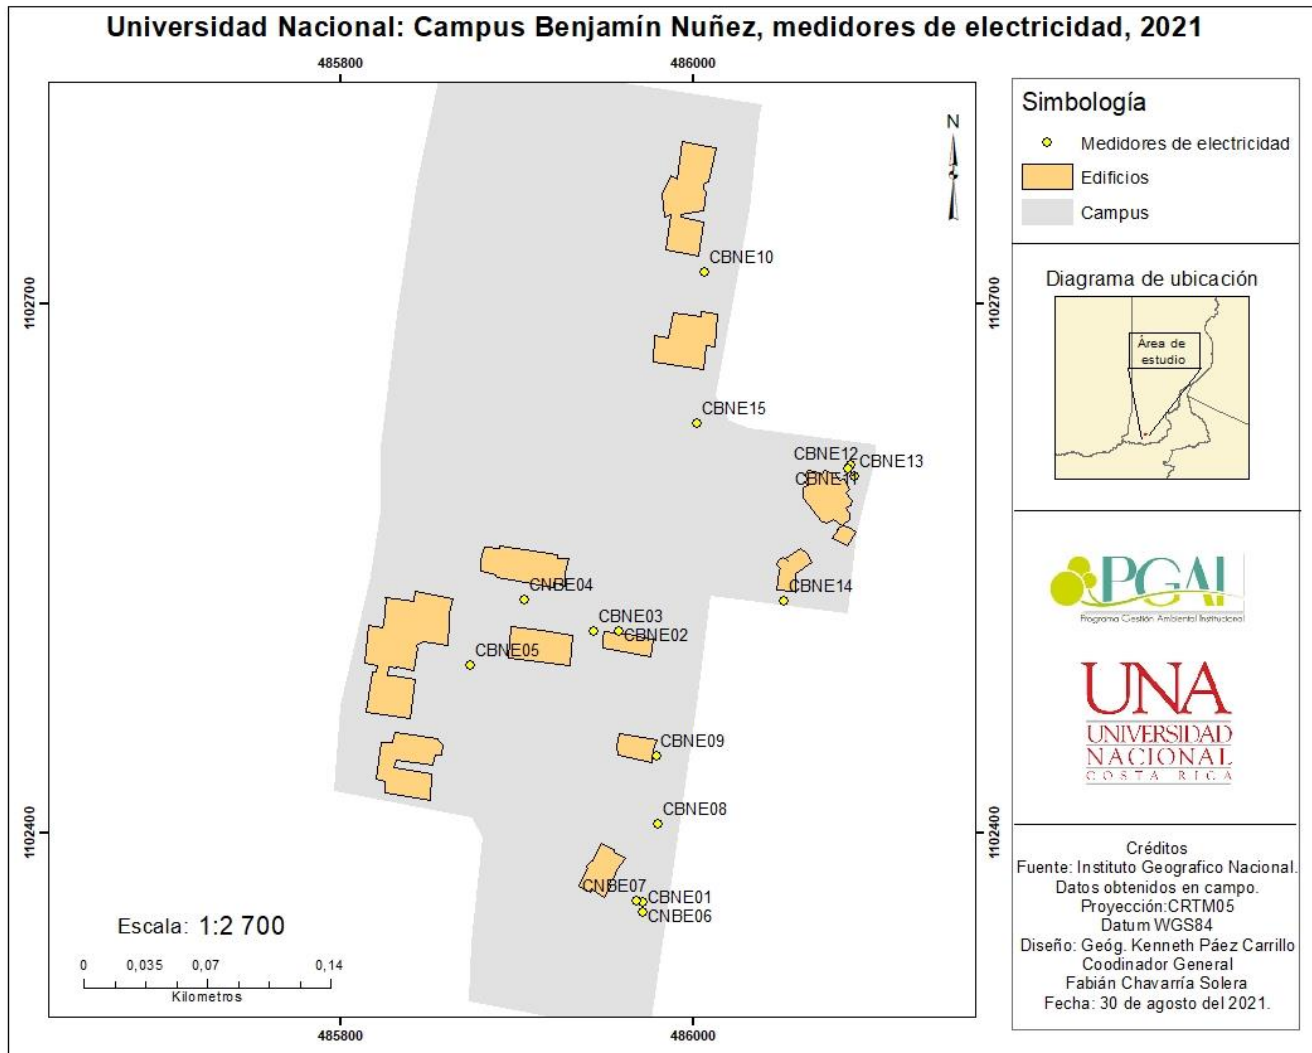 Universidad Nacional: Campus Benjamín Nuñez, medidores de electricidad, 2021
485800
486000
1102700
1102700
1102400
1102400
N
CBNE10
CBNE15
CBNE12
CBNE13
CBNE11
CBNE14
CNBE04
CBNE03
CBNE02
CBNE05
CBNE09
CBNE08
CNBE07
CBNE01
CNBE06
Escala: 1:2 700
0 0,035 0,07 0,14
Kilometros
485800
486000
Simbología
Medidores de electricidad
Edificios
Campus
Diagrama de ubicación
Área de
estudio
PGAI
Programa Gestión Ambiental Institucional
UNA
UNIVERSIDAD
NACIONAL
COSTA RICA
Créditos
Fuente: Instituto Geografico Nacional.
Datos obtenidos en campo.
Proyección:CRTM05
Datum WGS84
Diseño: Geóg. Kenneth Páez Carrillo
Coodinador General
Fabián Chavarría Solera
Fecha: 30 de agosto del 2021.